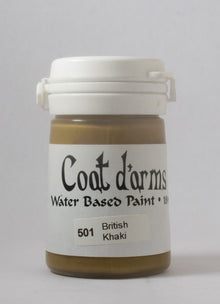 Coat d'arms
Water Based Paint •
501 British
Khaki